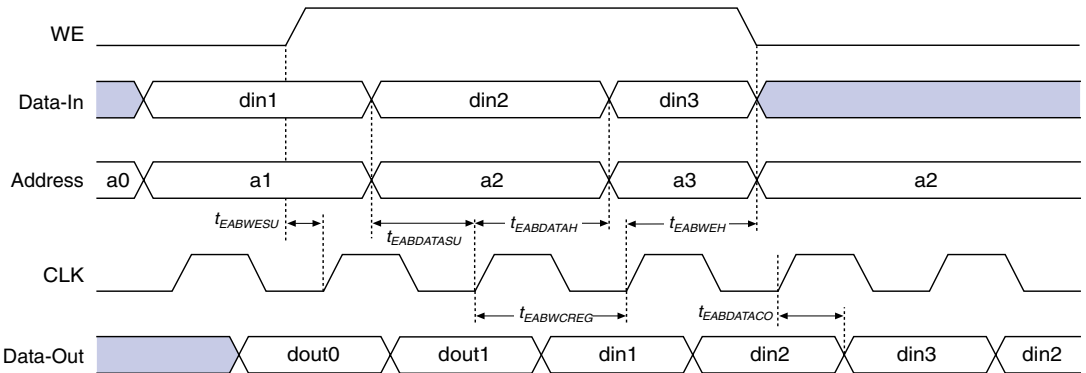 WE
Data-In din1 din2 din3
Address a0 a1 a2 a3 a2
tEABWESU tEABDATASU tEABDATAH tEABWEH
CLK
tEABWCREG tEABDATACO
Data-Out dout0 dout1 din1 din2 din3 din2